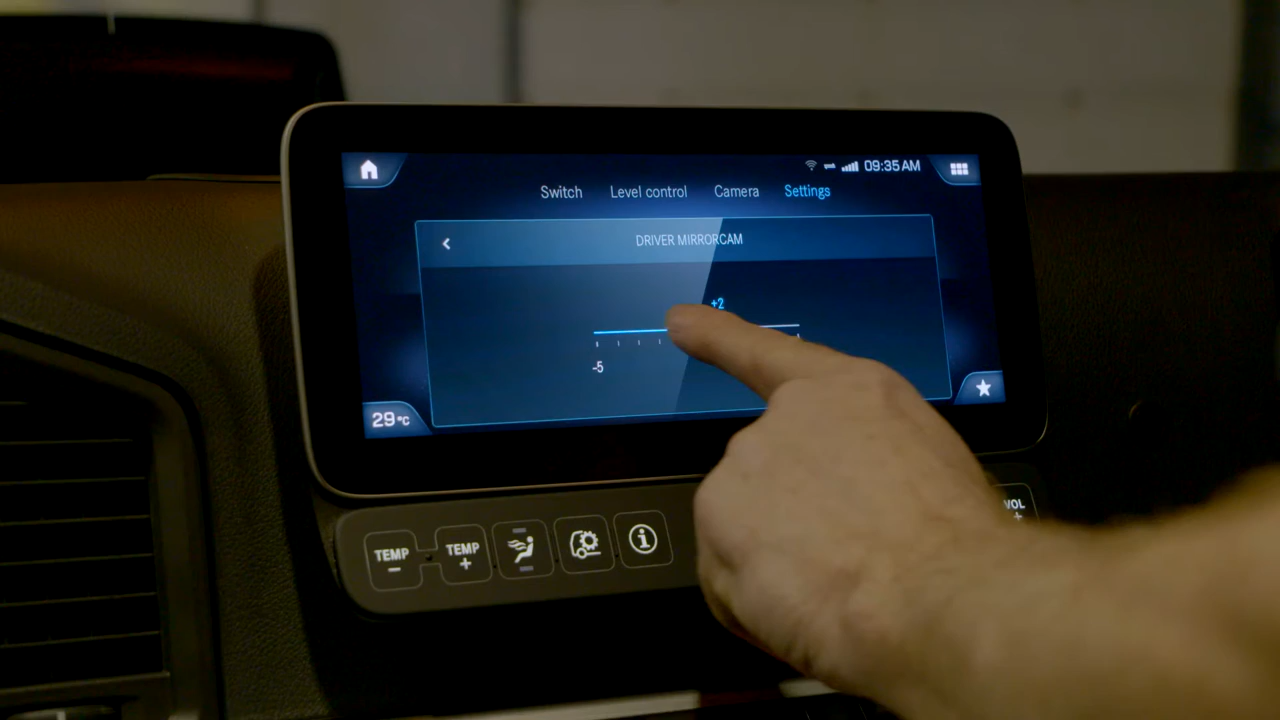 09:35 AM
Switch Level control Camera Settings
DRIVER MIRRORCAM
+2
-5
29°C
TEMP
−
TEMP
+
VOL
+